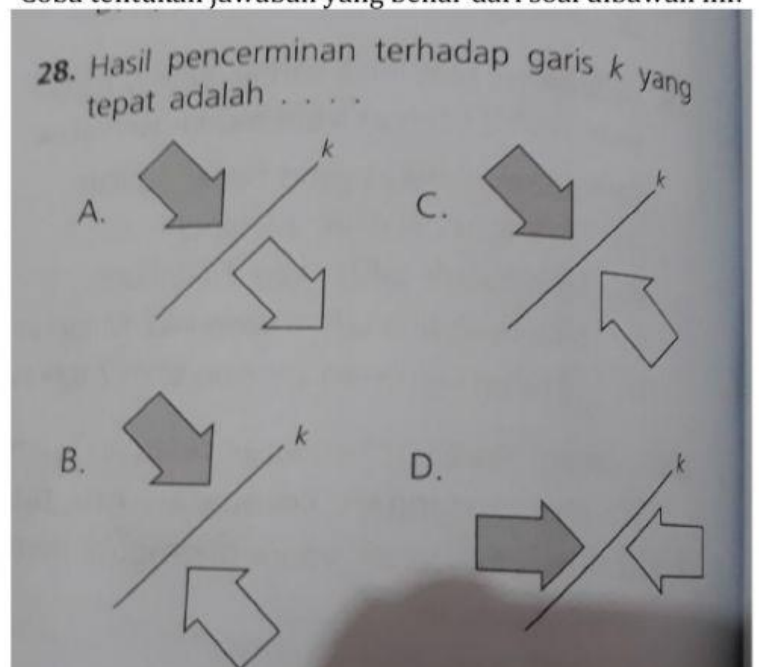 28. Hasil pencerminan terhadap garis k yang
tepat adalah . . . .
A.
k
C.
k
B.
k
D.
k